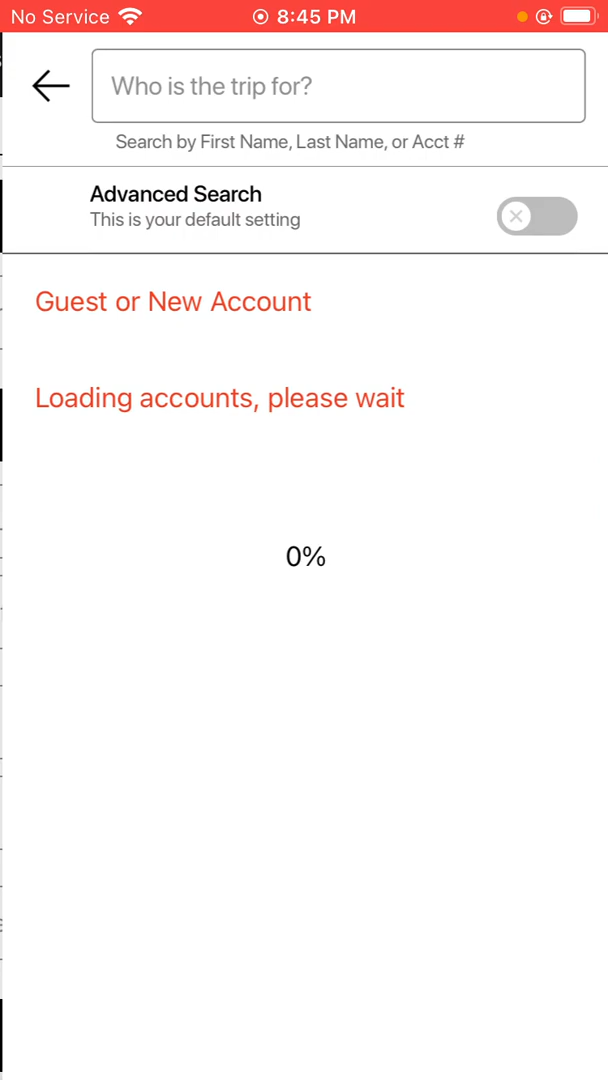 No Service 8:45 PM
Who is the trip for?
Search by First Name, Last Name, or Acct #
Advanced Search
This is your default setting
Guest or New Account
Loading accounts, please wait
0%